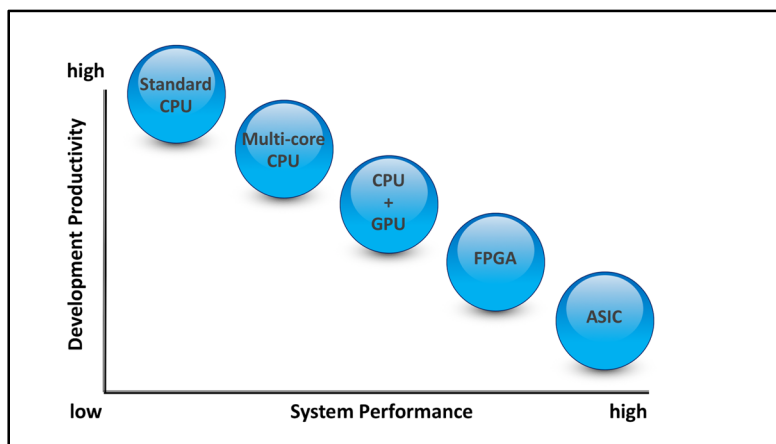 high
Standard
CPU
Multi-core
CPU
CPU
+
GPU
FPGA
ASIC
Development Productivity
low
System Performance
high